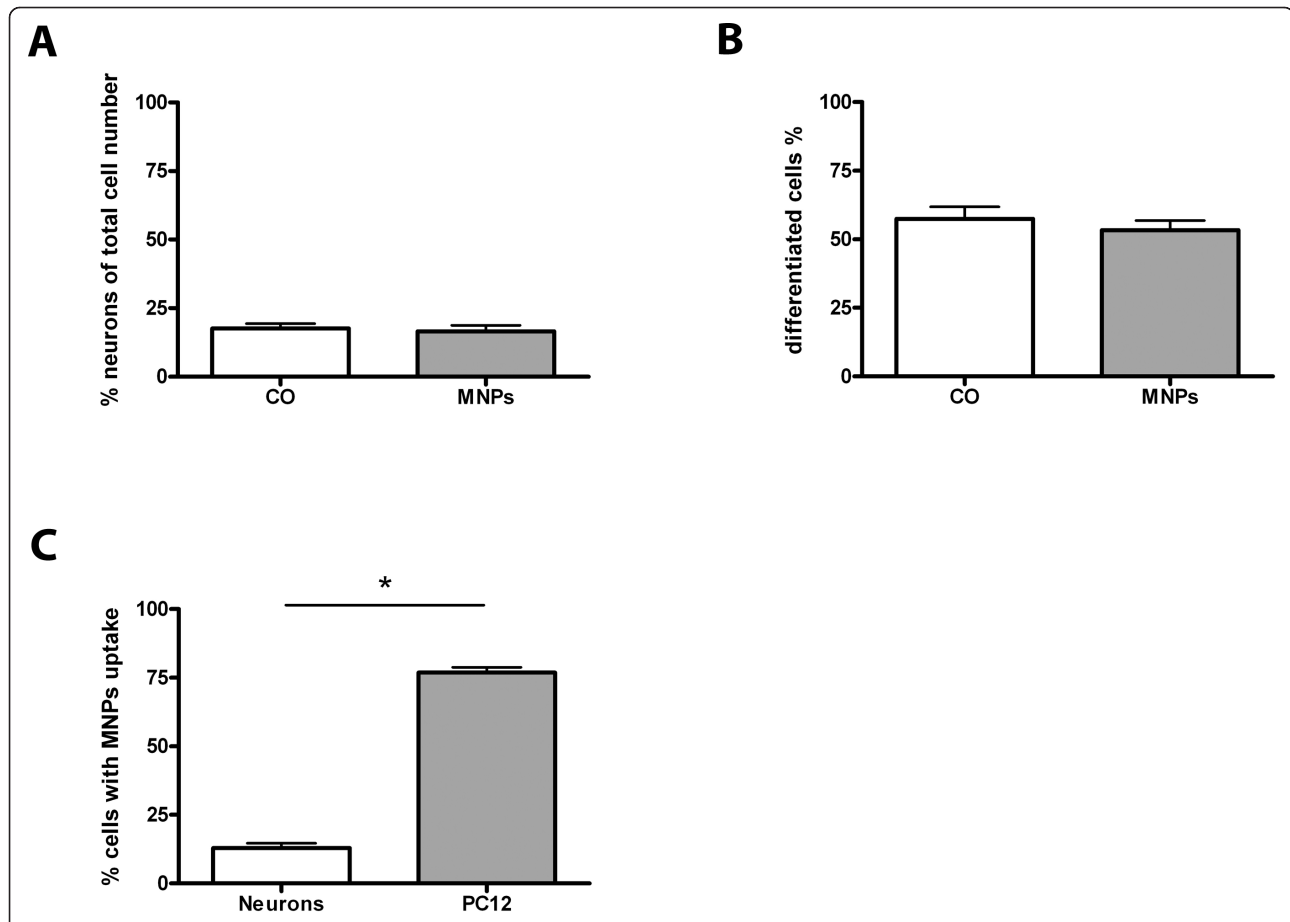 A
% neurons of total cell number
100
75
50
25
0
CO MNPs
B
differentiated cells %
100
75
50
25
0
CO MNPs
C
% cells with MNPs uptake
*
100
75
50
25
0
Neurons PC12